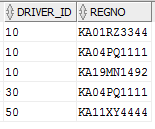 DRIVER_ID REGNO
10 KA01RZ3344
10 KA04PQ1111
10 KA19MN1492
30 KA04PQ1111
50 KA11XY4444